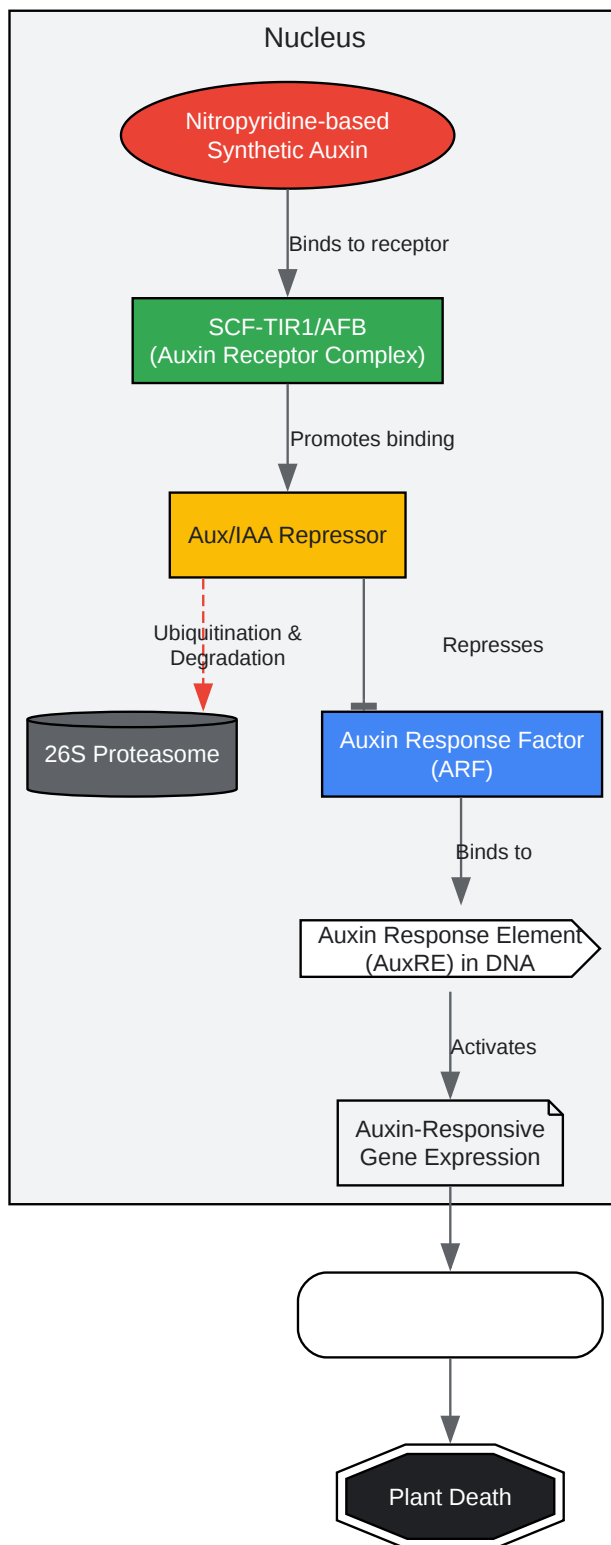 Nucleus
Nitropyridine-based
Synthetic Auxin
Binds to receptor
SCF-TIR1/AFB
(Auxin Receptor Complex)
Promotes binding
Aux/IAA Repressor
Ubiquitination &
Degradation
Represses
26S Proteasome
Auxin Response Factor
(ARF)
Binds to
Auxin Response Element
(AuxRE) in DNA
Activates
Auxin-Responsive
Gene Expression
Plant Death